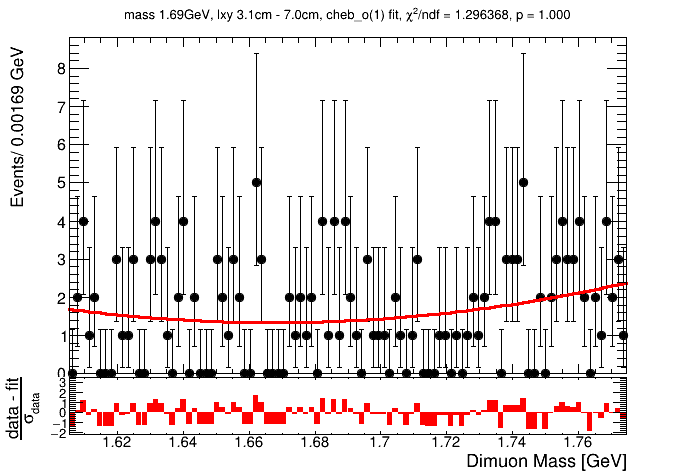 mass 1.69GeV, lxy 3.1cm - 7.0cm, cheb_o(1) fit, χ²/ndf = 1.296368, p = 1.000
Events/ 0.00169 GeV
8
7
6
5
4
3
2
1
0
data - fit
σdata
3
2
1
0
−1
−2
1.62 1.64 1.66 1.68 1.7 1.72 1.74 1.76
Dimuon Mass [GeV]